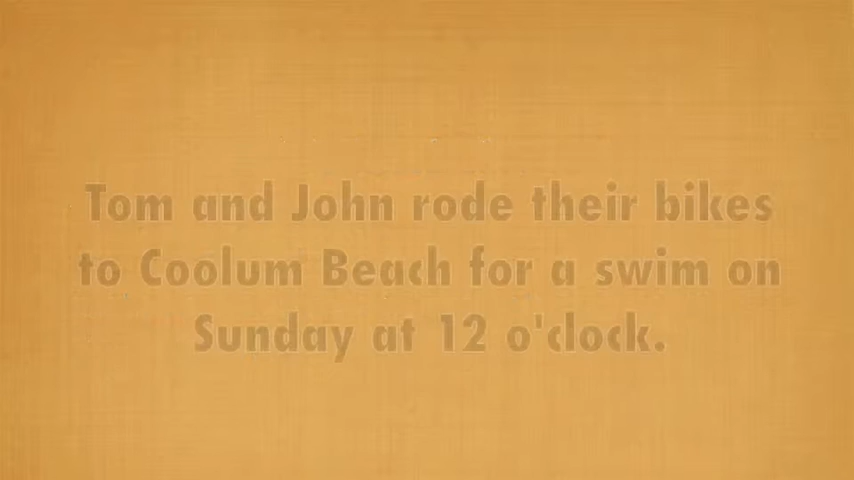 Tom and John rode their bikes
to Coolum Beach for a swim on
Sunday at 12 o'clock.